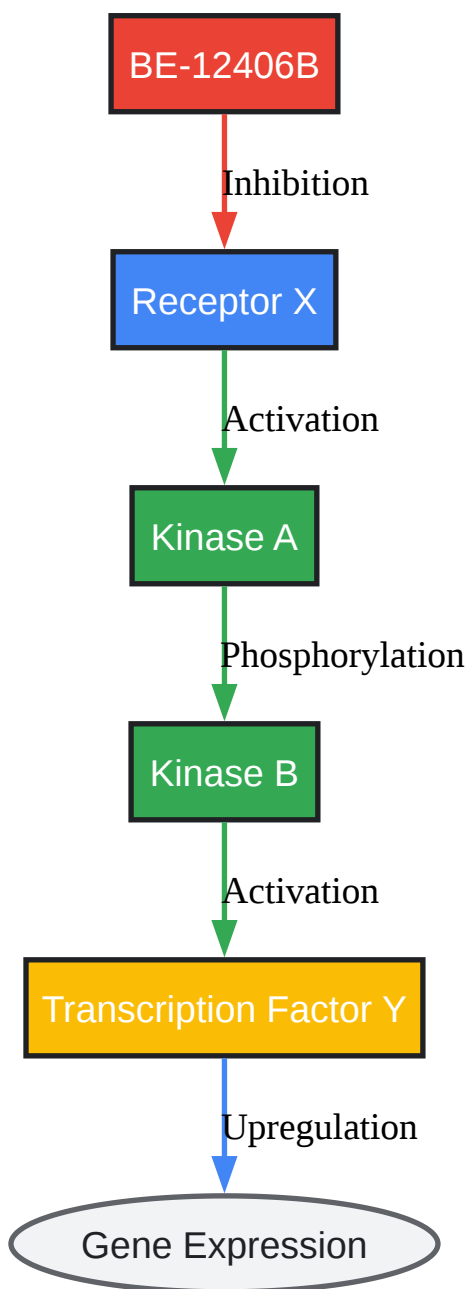 BE-12406B
Inhibition
Receptor X
Activation
Kinase A
Phosphorylation
Kinase B
Activation
Transcription Factor Y
Upregulation
Gene Expression